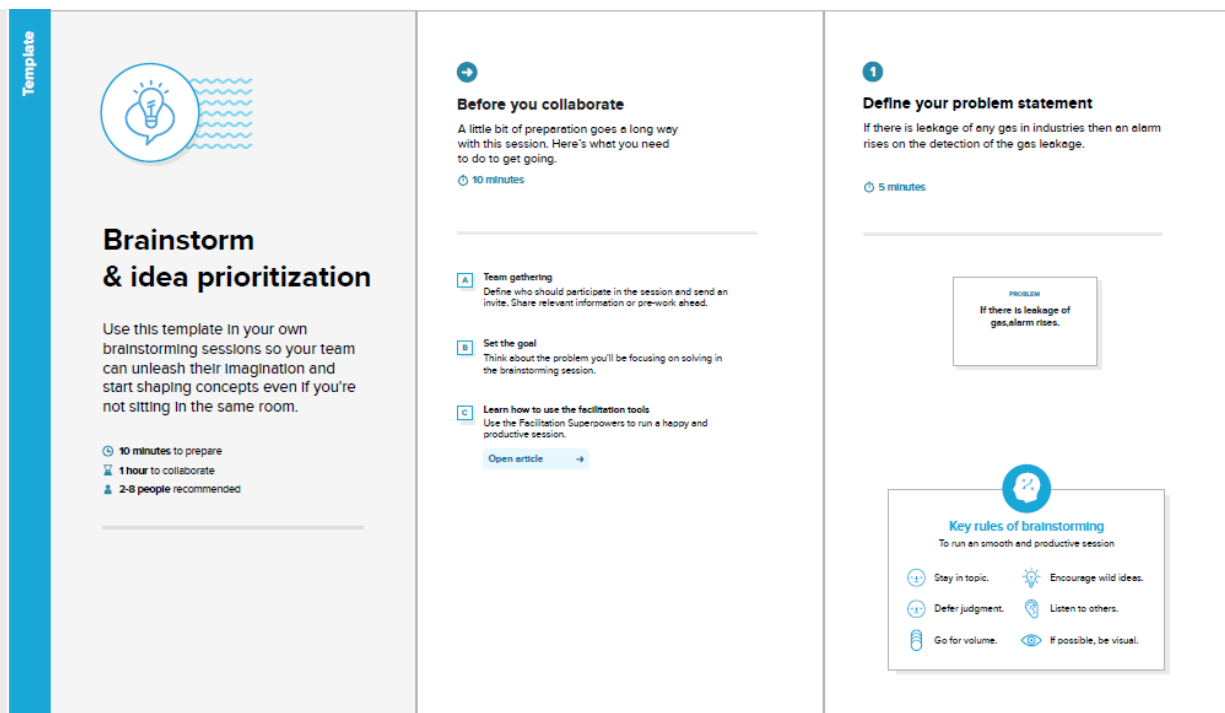 Template
Brainstorm
& idea prioritization
Use this template in your own
brainstorming sessions so your team
can unleash their imagination and
start shaping concepts even if you're
not sitting in the same room.
10 minutes to prepare
1 hour to collaborate
2-8 people recommended
Before you collaborate
A little bit of preparation goes a long way
with this session. Here's what you need
to do to get going.
10 minutes
A
Team gathering
Define who should participate in the session and send an
invite. Share relevant information or pre-work ahead.
B
Set the goal
Think about the problem you'll be focusing on solving in
the brainstorming session.
C
Learn how to use the facilitation tools
Use the Facilitation Superpowers to run a happy and
productive session.
Open article
1
Define your problem statement
If there is leakage of any gas in industries then an alarm
rises on the detection of the gas leakage.
5 minutes
PROBLEM
If there is leakage of
gas,alarm rises.
Key rules of brainstorming
To run an smooth and productive session
Stay in topic.
Encourage wild ideas.
Defer judgment.
Listen to others.
Go for volume.
If possible, be visual.